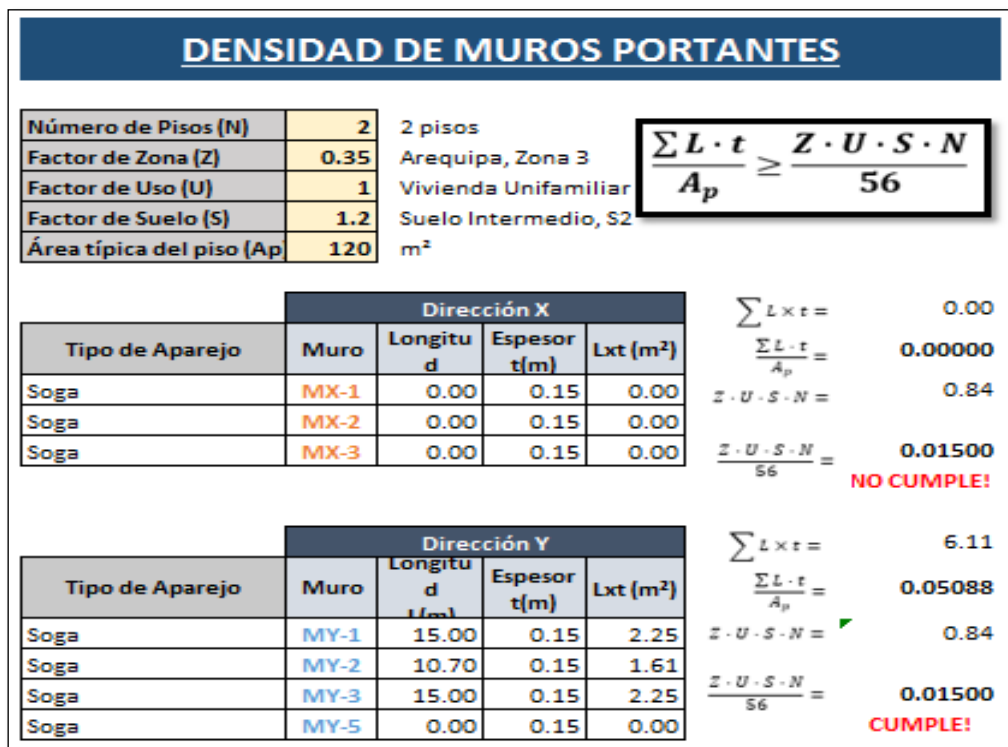 DENSIDAD DE MUROS PORTANTES
Número de Pisos (N) 2 2 pisos
Factor de Zona (Z) 0.35 Arequipa, Zona 3
Factor de Uso (U) 1 Vivienda Unifamiliar
Factor de Suelo (S) 1.2 Suelo Intermedio, S2
Área típica del piso (Ap 120 m²
∑ L · t / A_p ≥ Z · U · S · N / 56
Dirección X
Tipo de Aparejo Muro Longitu d Espesor t(m) Lxt (m²)
Soga MX-1 0.00 0.15 0.00
Soga MX-2 0.00 0.15 0.00
Soga MX-3 0.00 0.15 0.00
∑ L × t = 0.00
∑ L · t / A_p = 0.00000
Z · U · S · N = 0.84
Z · U · S · N / 56 = 0.01500
NO CUMPLE!
Dirección Y
Tipo de Aparejo Muro Longitu d L(m) Espesor t(m) Lxt (m²)
Soga MY-1 15.00 0.15 2.25
Soga MY-2 10.70 0.15 1.61
Soga MY-3 15.00 0.15 2.25
Soga MY-5 0.00 0.15 0.00
∑ L × t = 6.11
∑ L · t / A_p = 0.05088
Z · U · S · N = 0.84
Z · U · S · N / 56 = 0.01500
CUMPLE!